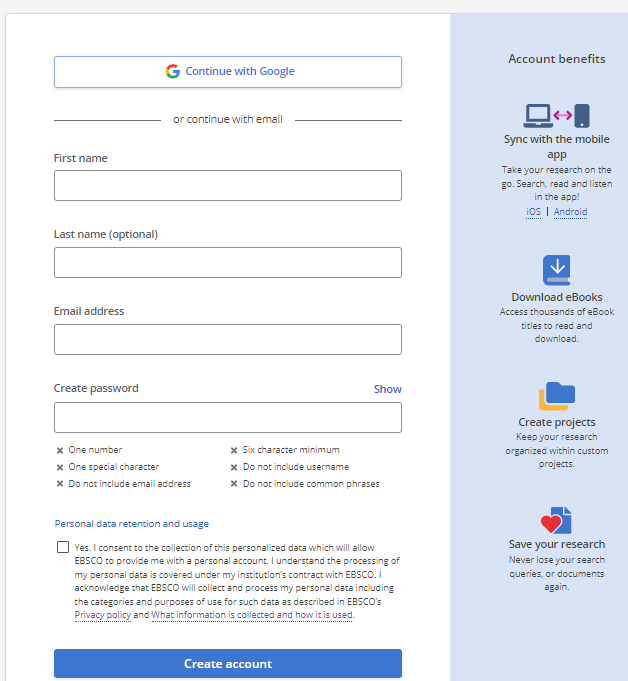 Continue with Google
or continue with email
First name
Last name (optional)
Email address
Create password
Show
One number
Six character minimum
One special character
Do not include username
Do not include email address
Do not include common phrases
Personal data retention and usage
Yes. I consent to the collection of this personalized data which will allow
EBSCO to provide me with a personal account. I understand the processing of
my personal data is covered under my institution's contract with EBSCO. I
acknowledge that EBSCO will collect and process my personal data including
the categories and purposes of use for such data as described in EBSCO's
Privacy policy and What information is collected and how it is used.
Create account
Account benefits
Sync with the mobile
app
Take your research on the
go. Search, read and listen
in the app!
iOS | Android
Download eBooks
Access thousands of eBook
titles to read and
download.
Create projects
Keep your research
organized within custom
projects.
Save your research
Never lose your search
queries, or documents
again.